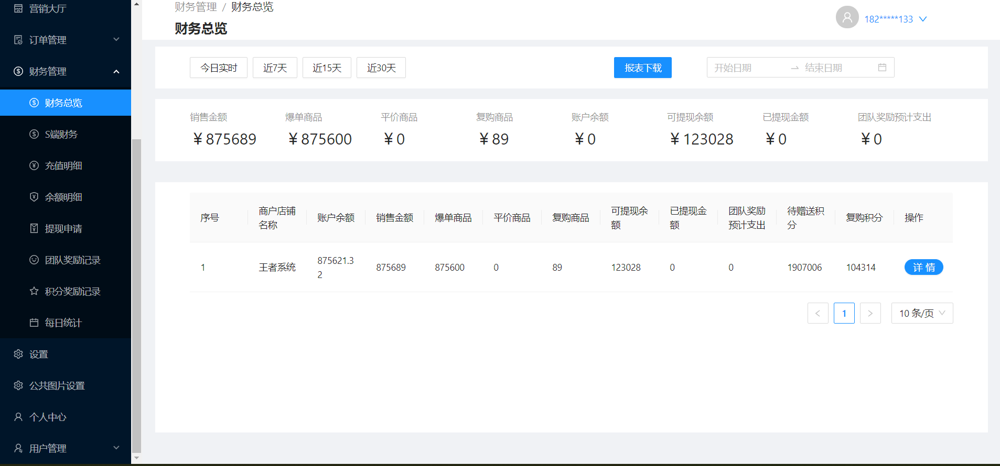 营销大厅
订单管理
财务管理
财务总览
S端财务
充值明细
余额明细
提现申请
团队奖励记录
积分奖励记录
每日统计
设置
公共图片设置
个人中心
用户管理
财务管理 / 财务总览
财务总览
182*****133
今日实时 近7天 近15天 近30天 报表下载 开始日期 → 结束日期
销售金额 爆单商品 平价商品 复购商品 账户余额 可提现余额 已提现金额 团队奖励预计支出
¥875689 ¥875600 ¥0 ¥89 ¥0 ¥123028 ¥0 ¥0
序号 商户店铺名称 账户余额 销售金额 爆单商品 平价商品 复购商品 可提现余额 已提现金额 团队奖励预计支出 待赠送积分 复购积分 操作
1 王者系统 875621.32 875689 875600 0 89 123028 0 0 1907006 104314 详 情
< 1 > 10 条/页